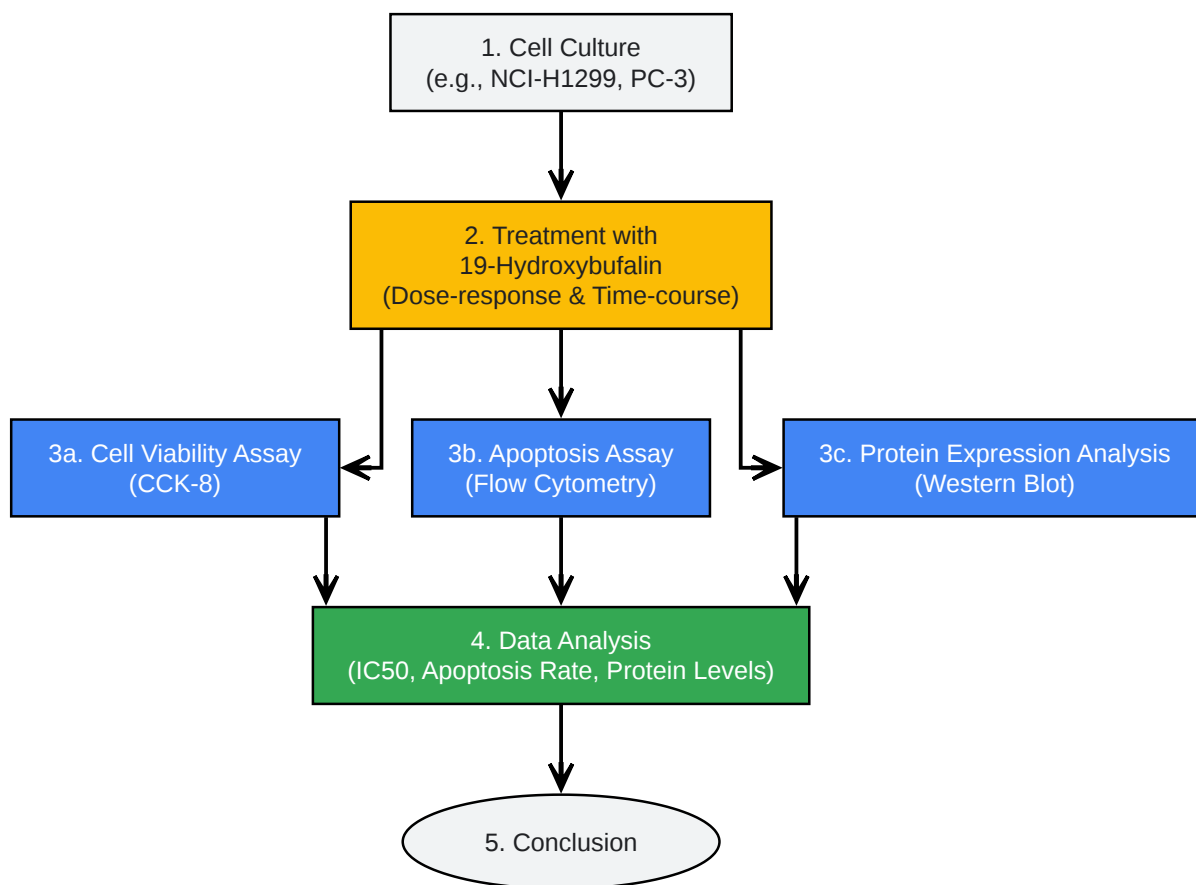 1. Cell Culture
(e.g., NCI-H1299, PC-3)
2. Treatment with
19-Hydroxybufalin
(Dose-response & Time-course)
3a. Cell Viability Assay
(CCK-8)
3b. Apoptosis Assay
(Flow Cytometry)
3c. Protein Expression Analysis
(Western Blot)
4. Data Analysis
(IC50, Apoptosis Rate, Protein Levels)
5. Conclusion